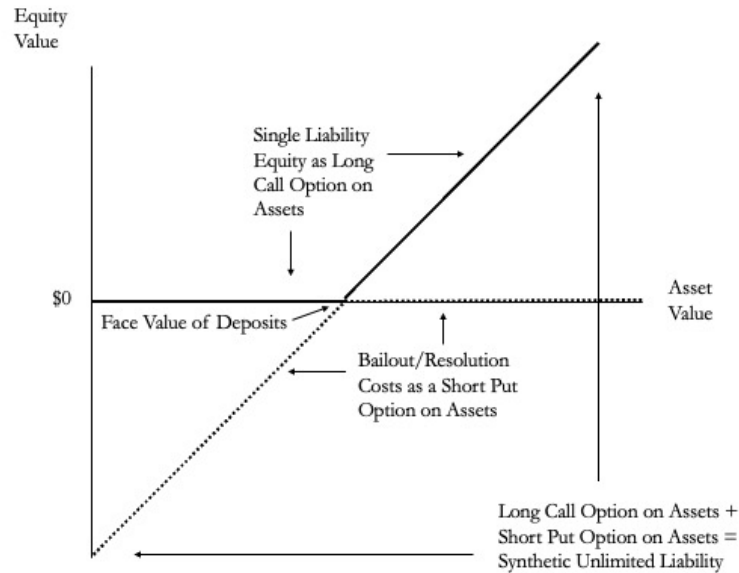 Equity
Value
Single Liability
Equity as Long
Call Option on
Assets
$0
Asset
Value
Face Value of Deposits
Bailout/Resolution
Costs as a Short Put
Option on Assets
Long Call Option on Assets +
Short Put Option on Assets =
Synthetic Unlimited Liability